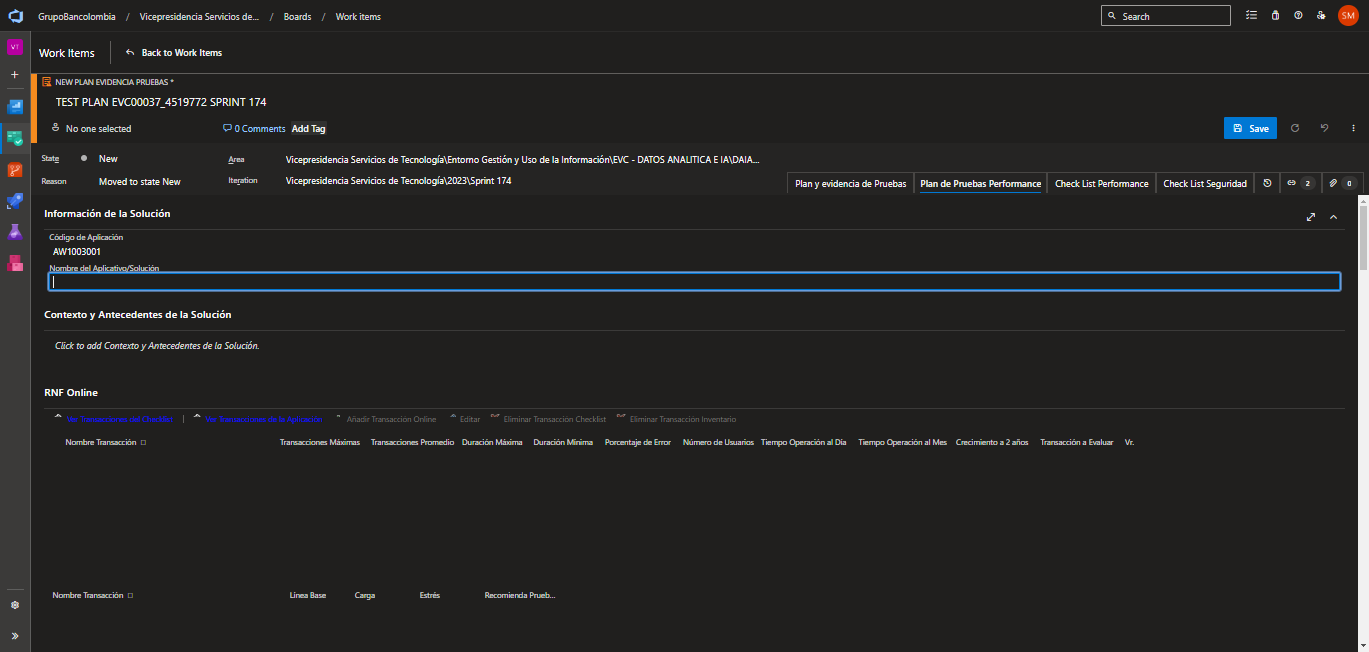 GrupoBancolombia / Vicepresidencia Servicios de... / Boards / Work items
Search
SM
VT
Work Items
Back to Work Items
NEW PLAN EVIDENCIA PRUEBAS *
TEST PLAN EVC00037_4519772 SPRINT 174
No one selected
0 Comments
Add Tag
Save
State
New
Area
Vicepresidencia Servicios de Tecnología\Entorno Gestión y Uso de la Información\EVC - DATOS ANALITICA E IA\DAIA...
Reason
Moved to state New
Iteration
Vicepresidencia Servicios de Tecnología\2023\Sprint 174
Plan y evidencia de Pruebas
Plan de Pruebas Performance
Check List Performance
Check List Seguridad
2
0
Información de la Solución
Código de Aplicación
AW1003001
Nombre del Aplicativo/Solución
Contexto y Antecedentes de la Solución
Click to add Contexto y Antecedentes de la Solución.
RNF Online
Ver Transacciones del Checklist | Ver Transacciones de la Aplicación Añadir Transacción Online Editar Eliminar Transacción Checklist Eliminar Transacción Inventario
Nombre Transacción Transacciones Máximas Transacciones Promedio Duración Máxima Duración Mínima Porcentaje de Error Número de Usuarios Tiempo Operación al Día Tiempo Operación al Mes Crecimiento a 2 años Transacción a Evaluar Vr.
Nombre Transacción Línea Base Carga Estrés Recomienda Prueb...